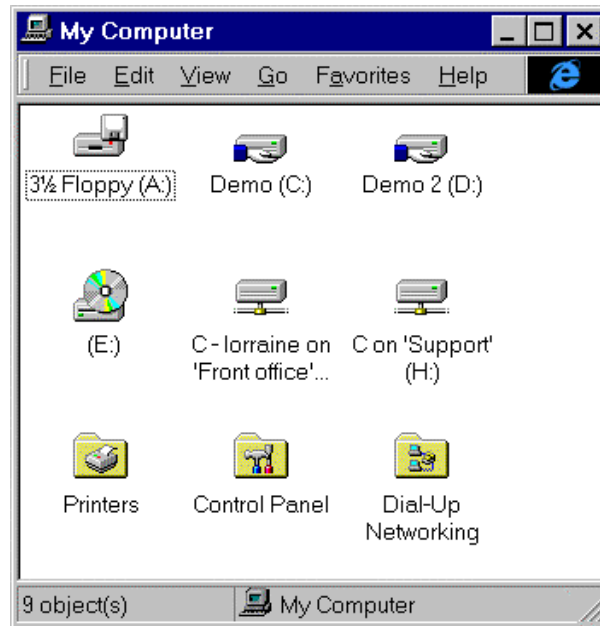 My Computer
File Edit View Go Favorites Help
3½ Floppy (A:) Demo (C:) Demo 2 (D:)
(E:) C - lorraine on C on 'Support'
'Front office'... (H:)
Printers Control Panel Dial-Up
Networking
9 object(s) My Computer